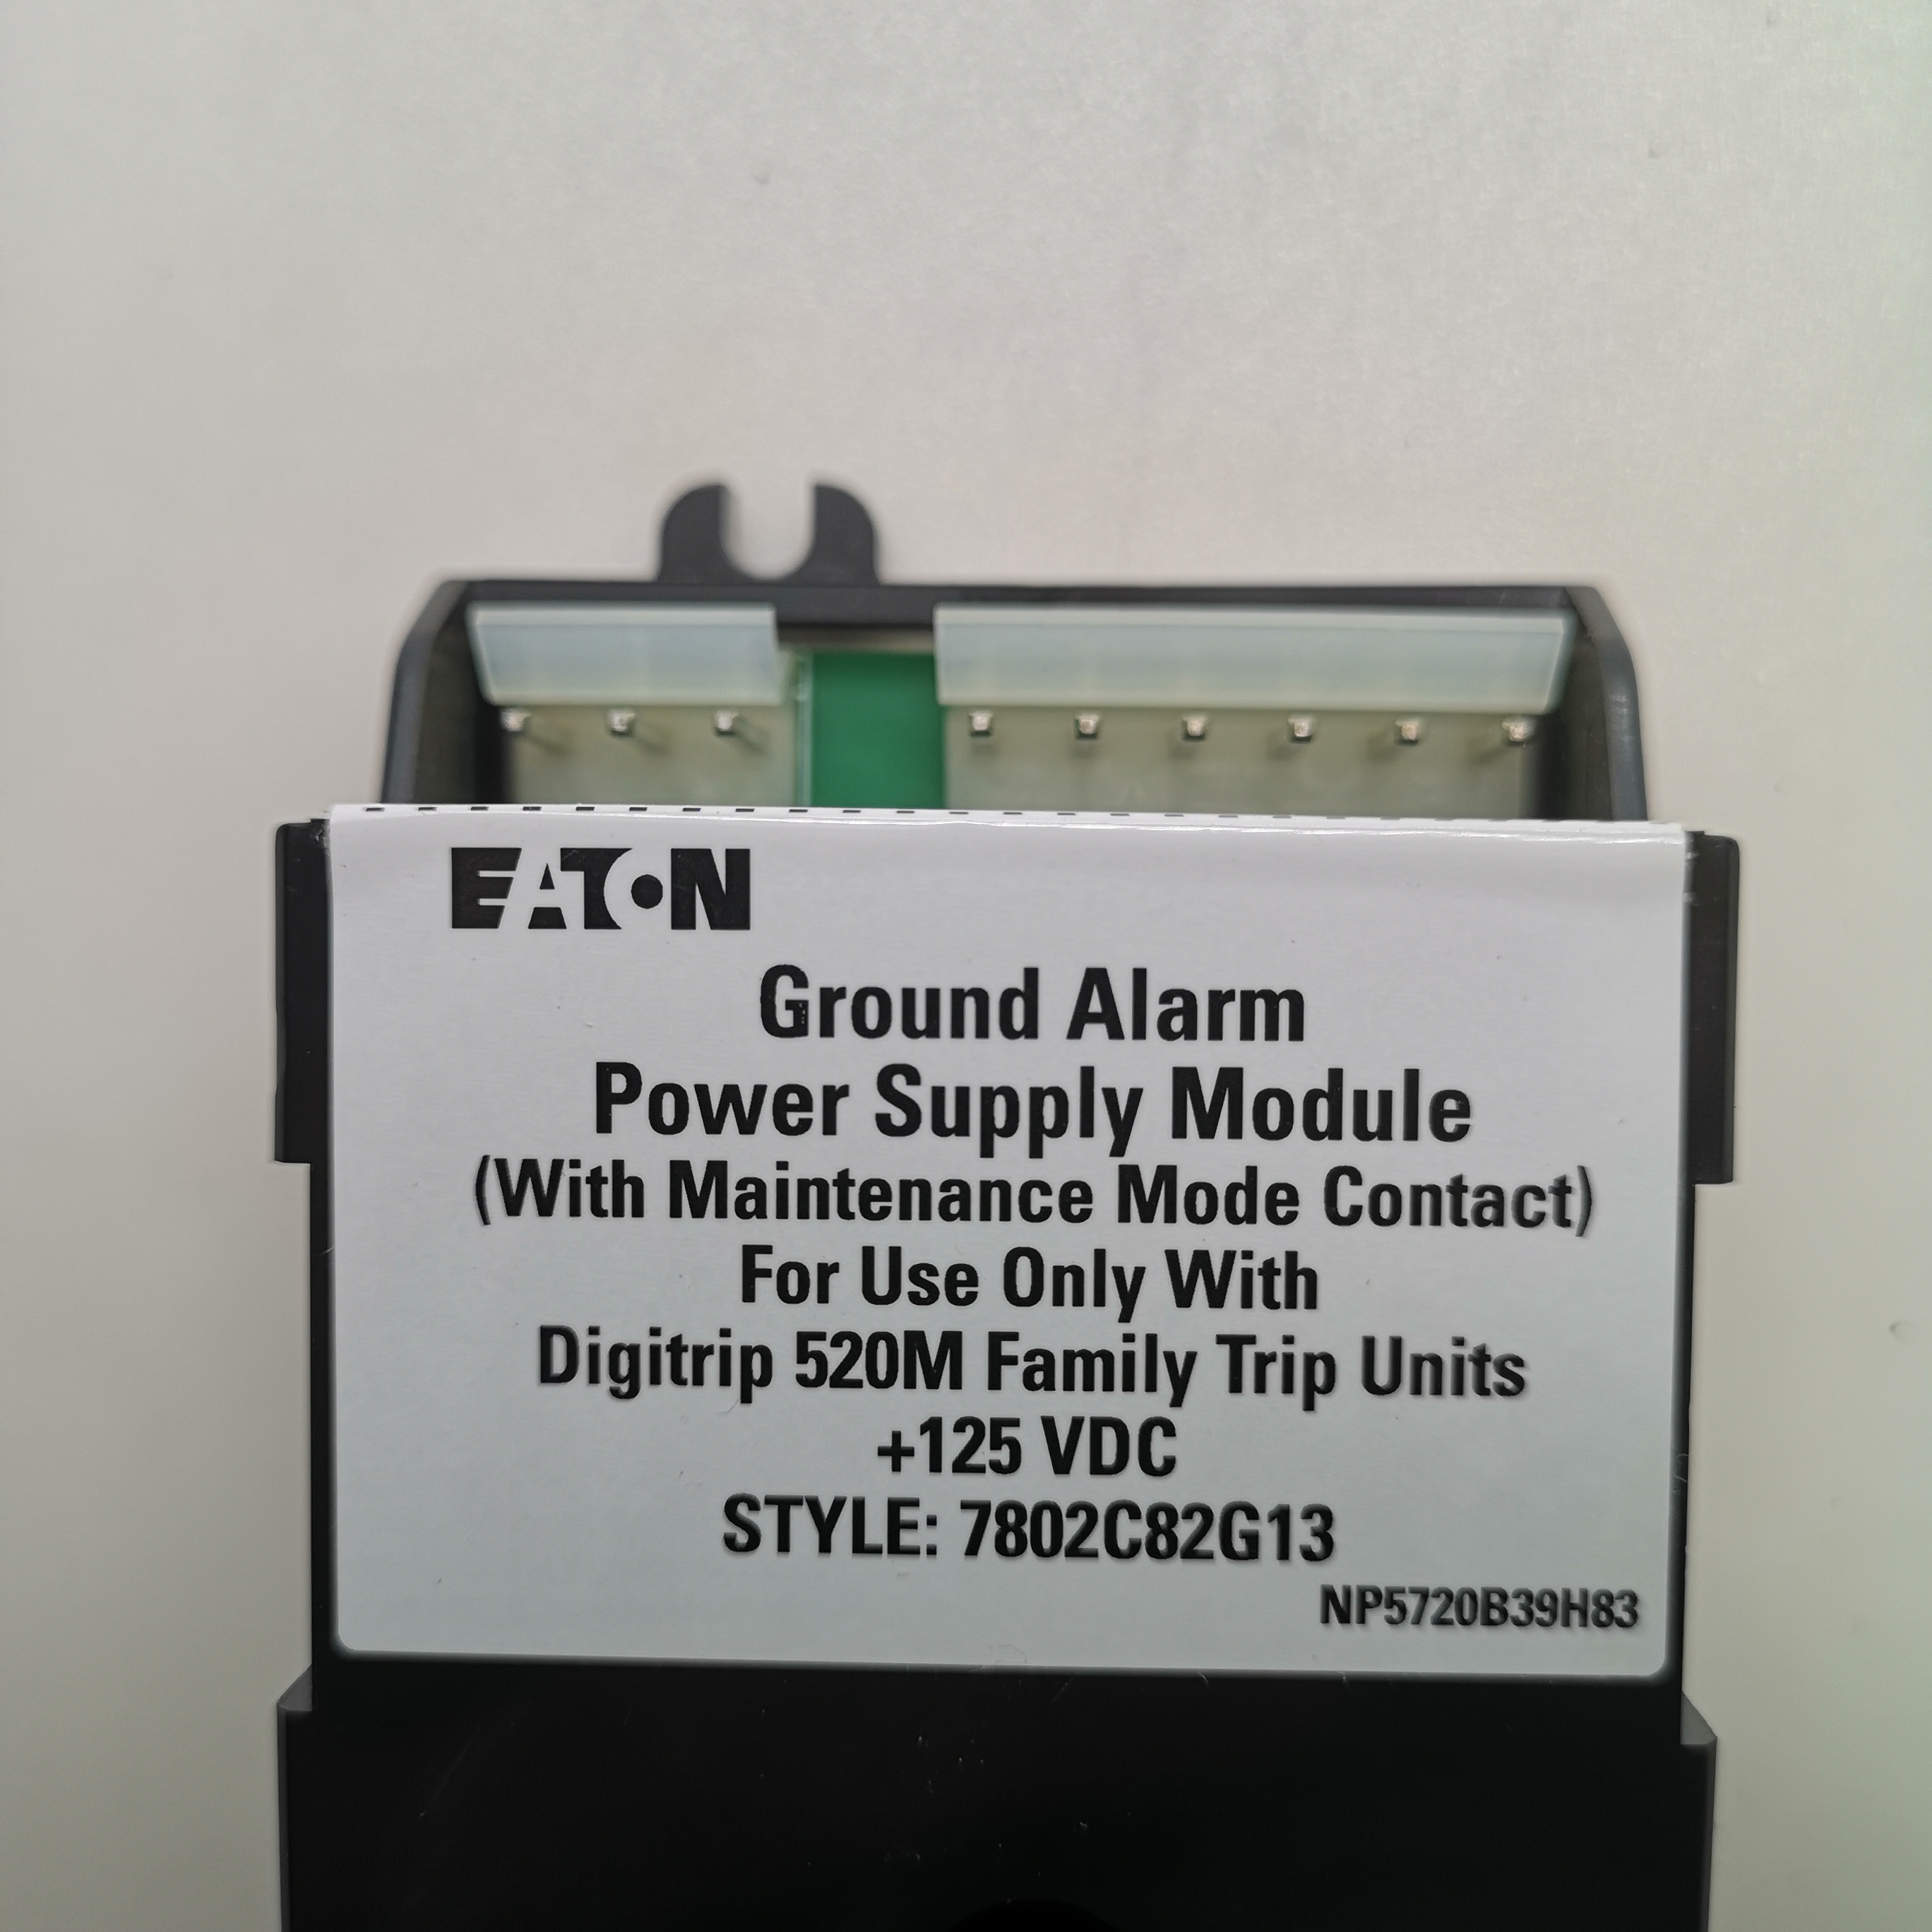 EATON
Ground Alarm
Power Supply Module
(With Maintenance Mode Contact)
For Use Only With
Digitrip 520M Family Trip Units
+125 VDC
STYLE: 7802C82G13
NP5720B39H83